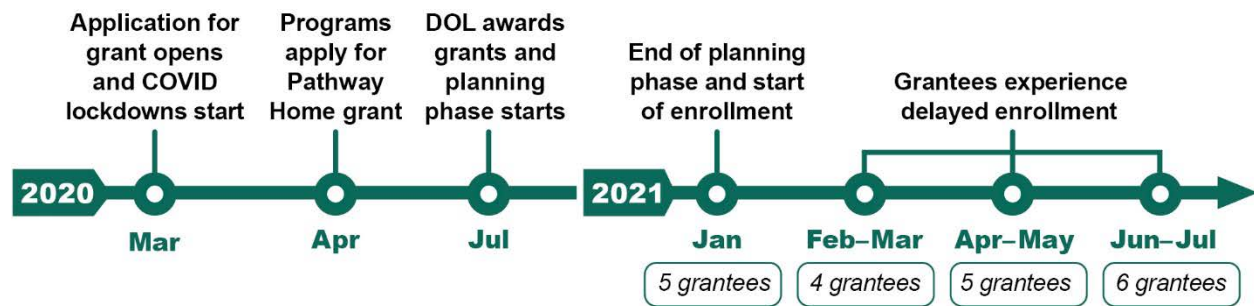 Application for
grant opens
and COVID
lockdowns start
Programs
apply for
Pathway
Home grant
DOL awards
grants and
planning
phase starts
End of planning
phase and start
of enrollment
Grantees experience
delayed enrollment
2020
2021
Mar
Apr
Jul
Jan
Feb–Mar
Apr–May
Jun–Jul
5 grantees
4 grantees
5 grantees
6 grantees